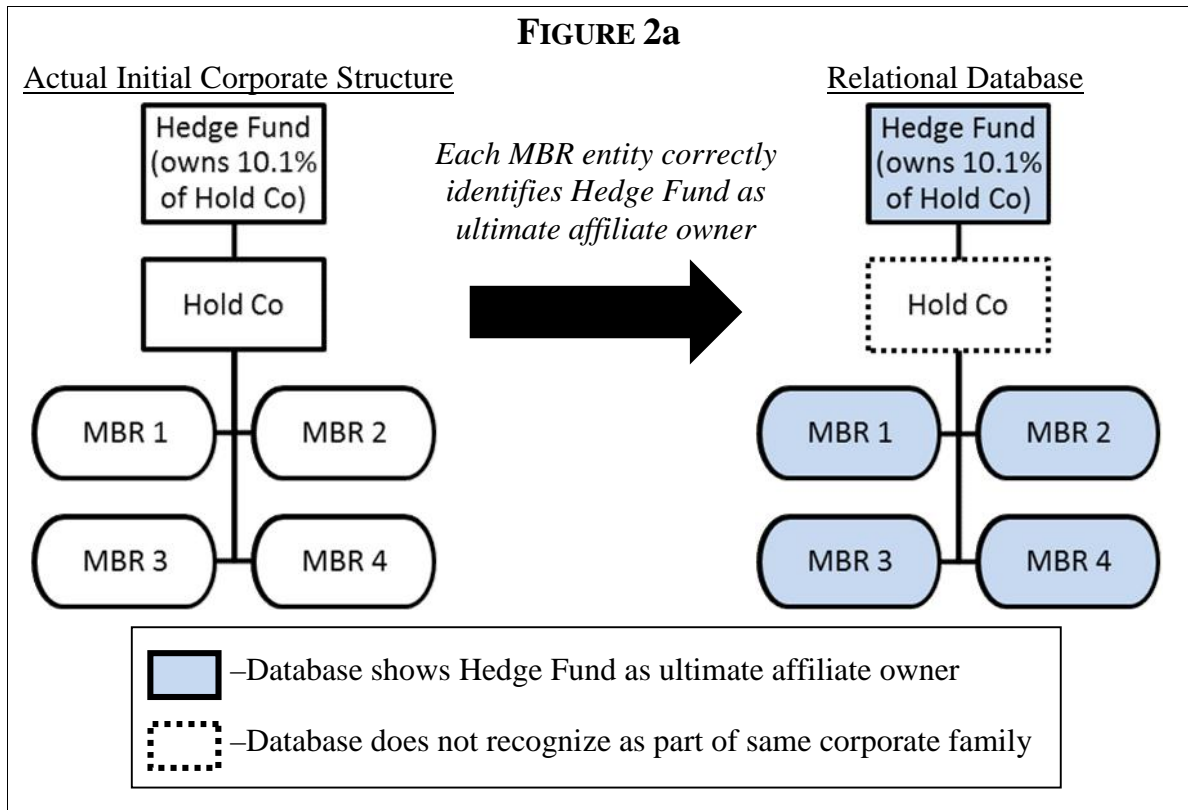 FIGURE 2a
Actual Initial Corporate Structure
Hedge Fund
(owns 10.1%
of Hold Co)
Hold Co
MBR 1
MBR 2
MBR 3
MBR 4
Each MBR entity correctly
identifies Hedge Fund as
ultimate affiliate owner
Relational Database
Hedge Fund
(owns 10.1%
of Hold Co)
Hold Co
MBR 1
MBR 2
MBR 3
MBR 4
–Database shows Hedge Fund as ultimate affiliate owner
–Database does not recognize as part of same corporate family